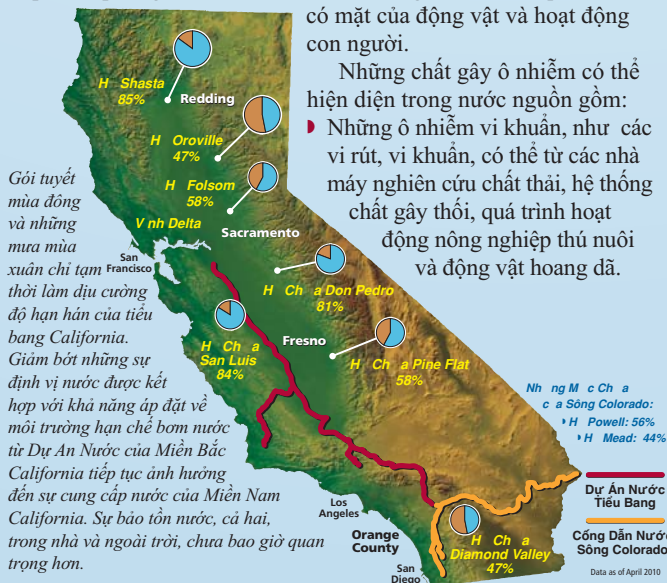 có mặt của động vật và hoạt động
con người.
Những chất gây ô nhiễm có thể
hiện diện trong nước nguồn gồm:
Những ô nhiễm vi khuẩn, như các
vi rút, vi khuẩn, có thể từ các nhà
máy nghiên cứu chất thải, hệ thống
chất gây thối, quá trình hoạt
động nông nghiệp thú nuôi
và động vật hoang dã.
H Shasta
85%
Redding
H Oroville
47%
H Folsom
58%
V nh Delta
Sacramento
San
Francisco
H Ch a Don Pedro
81%
H Ch a
San Luis
84%
Fresno
H Ch a Pine Flat
58%
Gói tuyết
mùa đông
và những
mưa mùa
xuân chỉ tạm
thời làm dịu cường
độ hạn hán của tiểu
bang California.
Giảm bớt những sự
định vị nước được kết
hợp với khả năng áp đặt về
môi trường hạn chế bơm nước
từ Dự An Nước của Miền Bắc
California tiếp tục ảnh hưởng
đến sự cung cấp nước của Miền Nam
California. Sự bảo tồn nước, cả hai,
trong nhà và ngoài trời, chưa bao giờ quan
trọng hơn.
Nh ng M c Ch a
c a Sông Colorado:
H Powell: 56%
H Mead: 44%
Los
Angeles
Orange
County
San
Diego
H Ch a
Diamond Valley
47%
Dự Án Nước
Tiểu Bang
Cống Dẫn Nước
Sông Colorado
Data as of April 2010